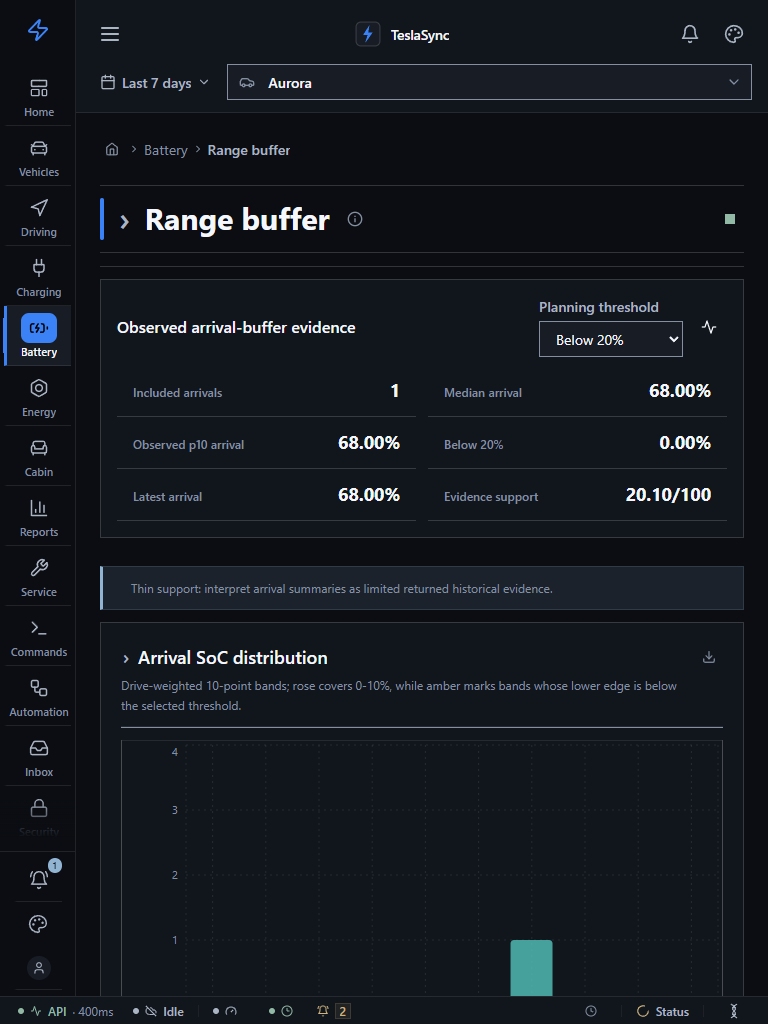 TeslaSync
Last 7 days
Aurora
Home
Vehicles
Driving
Charging
Battery
Energy
Cabin
Reports
Service
Commands
Automation
Inbox
Security
1
Battery
Range buffer
Range buffer
Observed arrival-buffer evidence
Planning threshold
Below 20%
Included arrivals 1
Median arrival 68.00%
Observed p10 arrival 68.00%
Below 20% 0.00%
Latest arrival 68.00%
Evidence support 20.10/100
Thin support: interpret arrival summaries as limited returned historical evidence.
Arrival SoC distribution
Drive-weighted 10-point bands; rose covers 0-10%, while amber marks bands whose lower edge is below
the selected threshold.
4
3
2
1
API · 400ms
Idle
2
Status